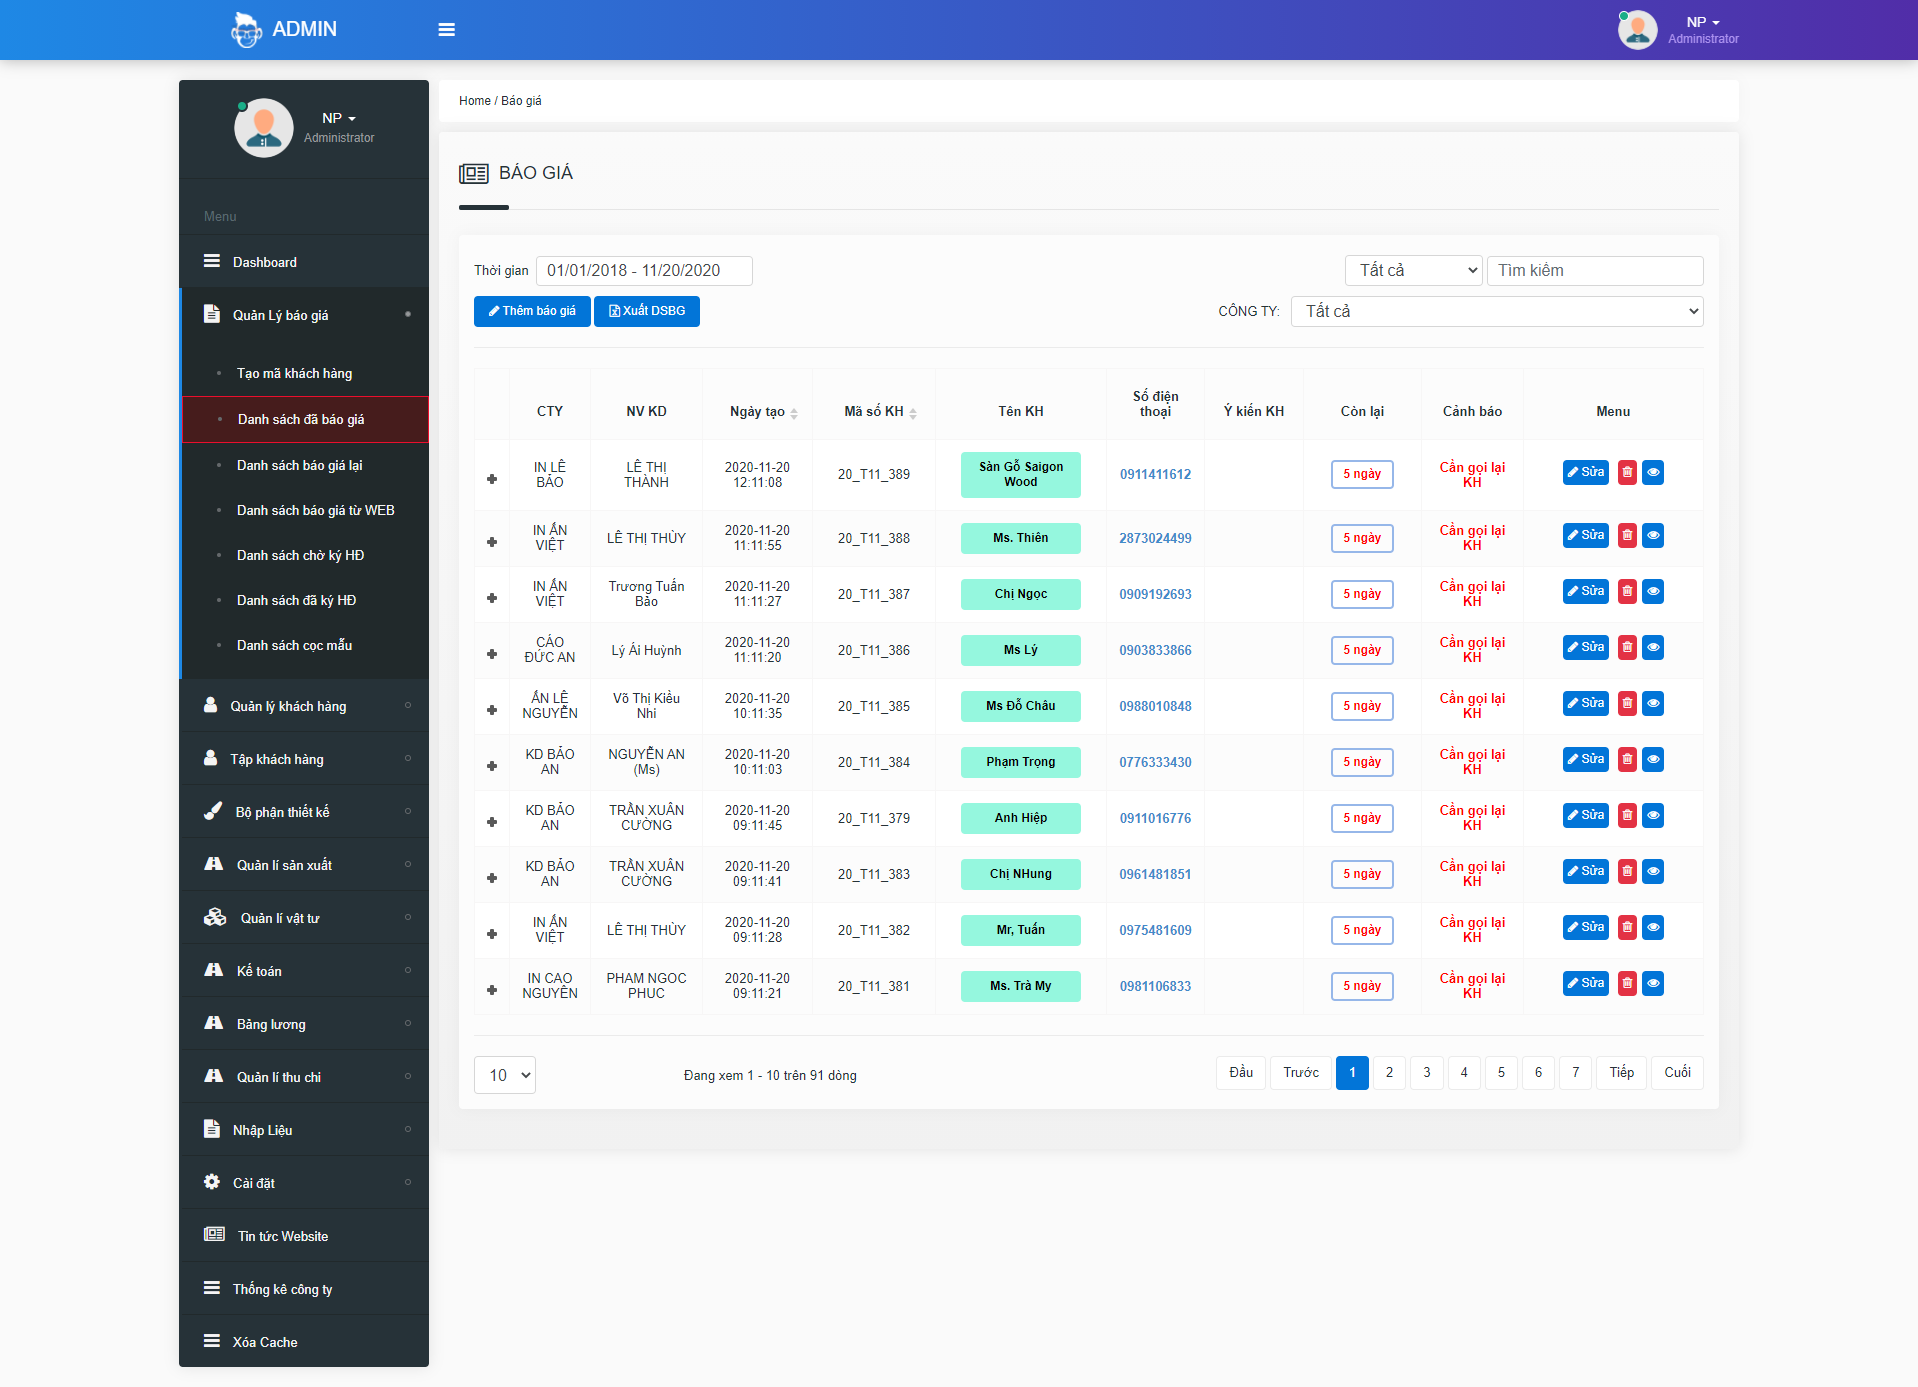 ADMIN
NP
Administrator
NP
Administrator
Menu
Dashboard
Quản Lý báo giá
Tạo mã khách hàng
Danh sách đã báo giá
Danh sách báo giá lại
Danh sách báo giá từ WEB
Danh sách chờ ký HĐ
Danh sách đã ký HĐ
Danh sách cọc mẫu
Quản lý khách hàng
Tập khách hàng
Bộ phận thiết kế
Quản lí sản xuất
Quản lí vật tư
Kế toán
Bảng lương
Quản lí thu chi
Nhập Liệu
Cài đặt
Tin tức Website
Thống kê công ty
Xóa Cache
Home / Báo giá
BÁO GIÁ
Thời gian 01/01/2018 - 11/20/2020
Tất cả Tìm kiếm
Thêm báo giá Xuất DSBG
CÔNG TY: Tất cả
CTY NV KD Ngày tạo Mã số KH Tên KH Số điện thoại Ý kiến KH Còn lại Cảnh báo Menu
IN LÊ BẢO LÊ THỊ THÀNH 2020-11-20 12:11:08 20_T11_389 Sàn Gỗ Saigon Wood 0911411612 5 ngày Cần gọi lại KH Sửa
IN ẤN VIỆT LÊ THỊ THÙY 2020-11-20 11:11:55 20_T11_388 Ms. Thiên 2873024499 5 ngày Cần gọi lại KH Sửa
IN ẤN VIỆT Trương Tuấn Bảo 2020-11-20 11:11:27 20_T11_387 Chị Ngọc 0909192693 5 ngày Cần gọi lại KH Sửa
CÁO ĐỨC AN Lý Ái Huỳnh 2020-11-20 11:11:20 20_T11_386 Ms Lý 0903833866 5 ngày Cần gọi lại KH Sửa
ẤN LÊ NGUYỄN Võ Thị Kiều Nhi 2020-11-20 10:11:35 20_T11_385 Ms Đỗ Châu 0988010848 5 ngày Cần gọi lại KH Sửa
KD BẢO AN NGUYỄN AN (Ms) 2020-11-20 10:11:03 20_T11_384 Phạm Trọng 0776333430 5 ngày Cần gọi lại KH Sửa
KD BẢO AN TRẦN XUÂN CƯỜNG 2020-11-20 09:11:45 20_T11_379 Anh Hiệp 0911016776 5 ngày Cần gọi lại KH Sửa
KD BẢO AN TRẦN XUÂN CƯỜNG 2020-11-20 09:11:41 20_T11_383 Chị NHung 0961481851 5 ngày Cần gọi lại KH Sửa
IN ẤN VIỆT LÊ THỊ THÙY 2020-11-20 09:11:28 20_T11_382 Mr, Tuấn 0975481609 5 ngày Cần gọi lại KH Sửa
IN CAO NGUYÊN PHAM NGOC PHUC 2020-11-20 09:11:21 20_T11_381 Ms. Trà My 0981106833 5 ngày Cần gọi lại KH Sửa
10 Đang xem 1 - 10 trên 91 dòng Đầu Trước 1 2 3 4 5 6 7 Tiếp Cuối